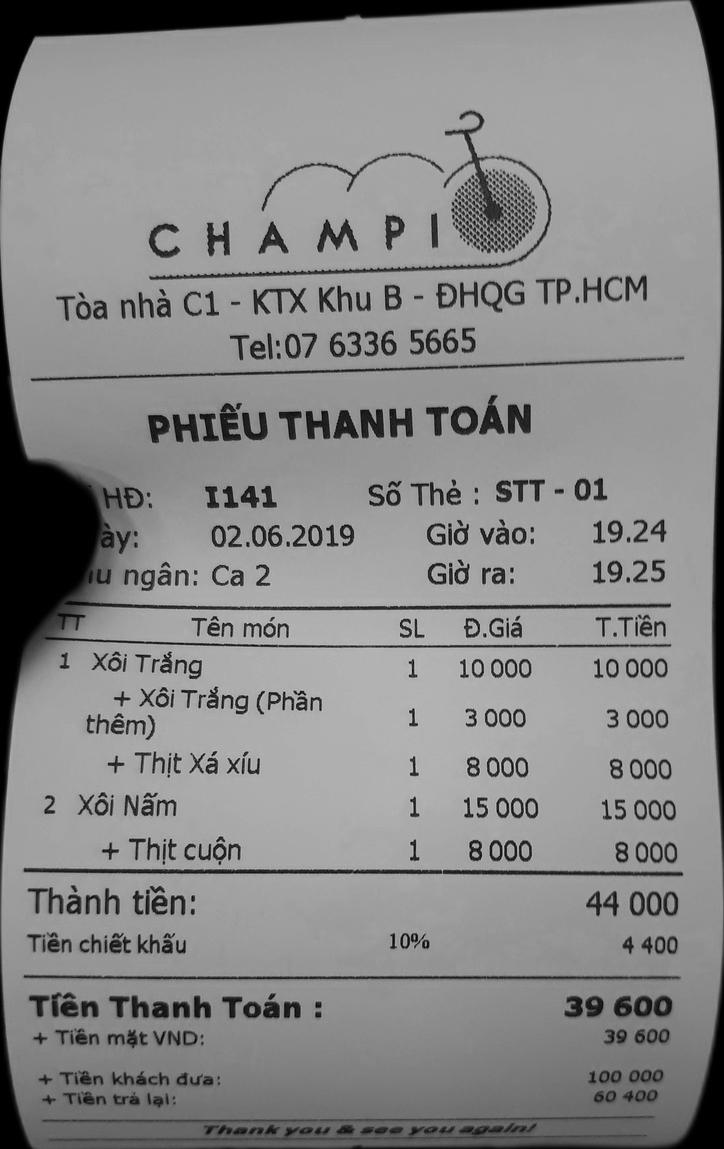 CHAMPI
Tòa nhà C1 - KTX Khu B - ĐHQG TP.HCM
Tel:07 6336 5665
PHIẾU THANH TOÁN
HĐ: I141 Số Thẻ : STT - 01
02.06.2019 Giờ vào: 19.24
ngân: Ca 2 Giờ ra: 19.25
TT Tên món SL Đ.Giá T.Tiền
1 Xôi Trắng 1 10 000 10 000
+ Xôi Trắng (Phần
thêm) 1 3 000 3 000
+ Thịt Xá xíu 1 8 000 8 000
2 Xôi Nấm 1 15 000 15 000
+ Thịt cuộn 1 8 000 8 000
Thành tiền: 44 000
Tiền chiết khấu 10% 4 400
Tiền Thanh Toán : 39 600
+ Tiền mặt VND: 39 600
+ Tiền khách đưa: 100 000
+ Tiền trả lại: 60 400
Thank you & see you again!